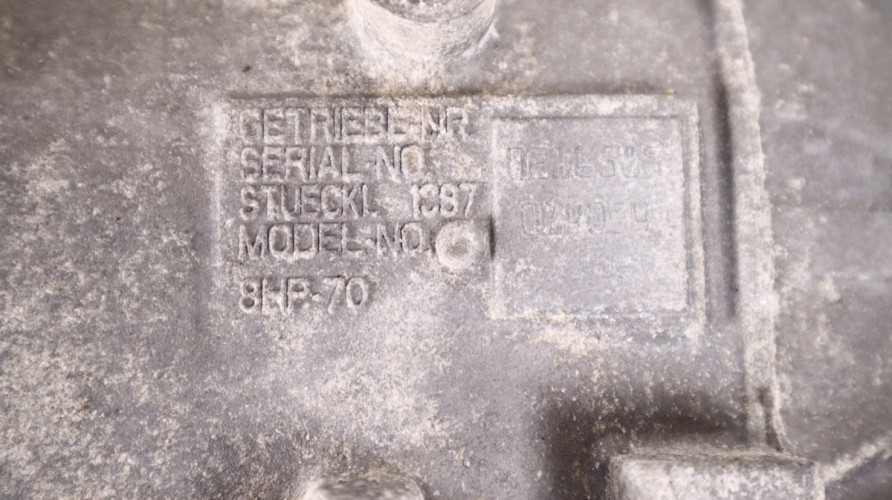 GETRIEBE-NR.
SERIAL-NO.
STUECKL. 1087
MODEL-NO.
8HP-70